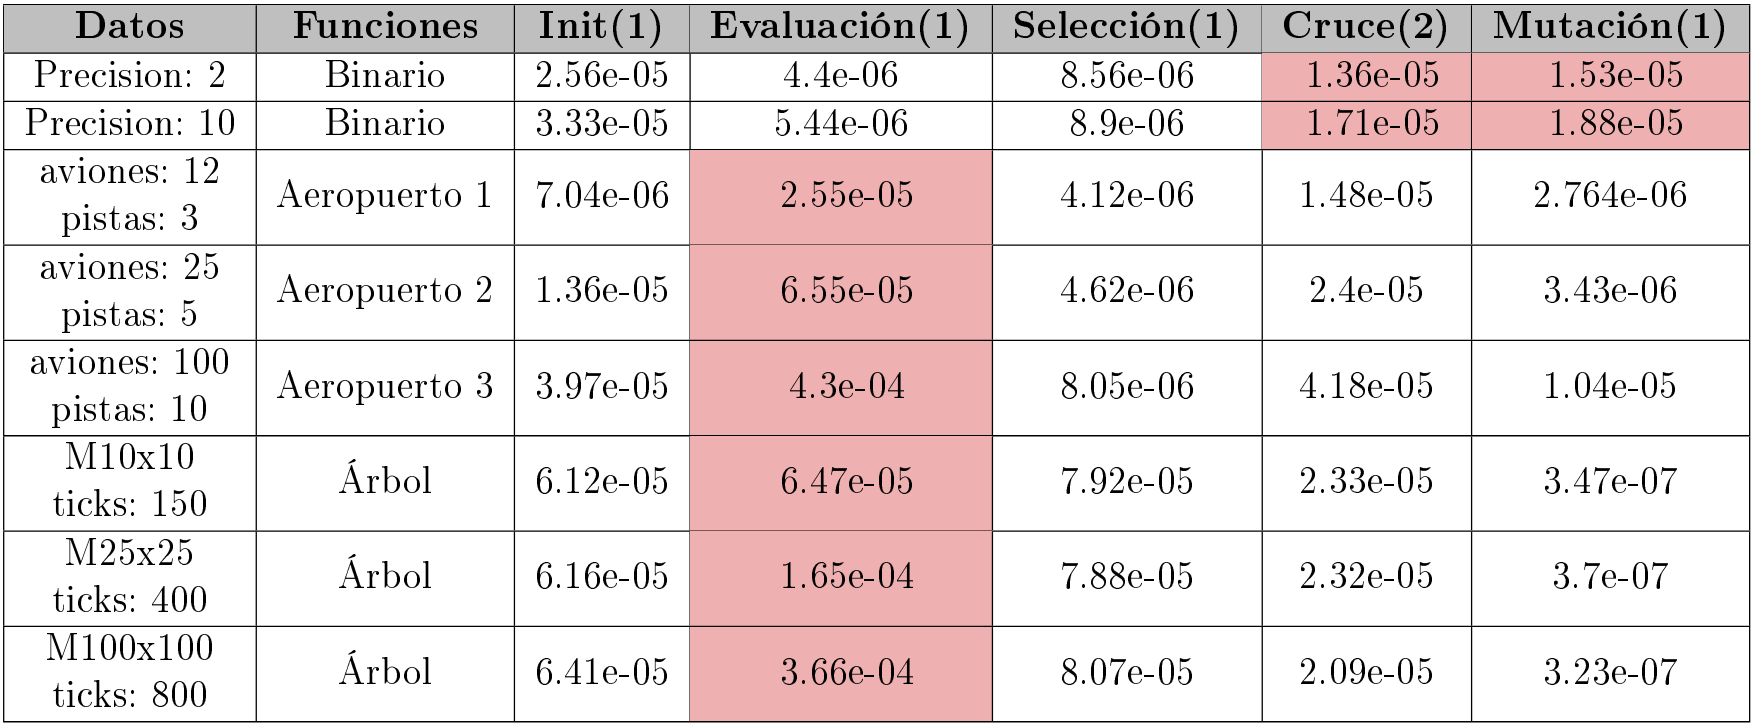 Datos Funciones Init(1) Evaluación(1) Selección(1) Cruce(2) Mutación(1)
Precision: 2 Binario 2.56e-05 4.4e-06 8.56e-06 1.36e-05 1.53e-05
Precision: 10 Binario 3.33e-05 5.44e-06 8.9e-06 1.71e-05 1.88e-05
aviones: 12
pistas: 3
Aeropuerto 1 7.04e-06 2.55e-05 4.12e-06 1.48e-05 2.764e-06
aviones: 25
pistas: 5
Aeropuerto 2 1.36e-05 6.55e-05 4.62e-06 2.4e-05 3.43e-06
aviones: 100
pistas: 10
Aeropuerto 3 3.97e-05 4.3e-04 8.05e-06 4.18e-05 1.04e-05
M10x10
ticks: 150
Árbol 6.12e-05 6.47e-05 7.92e-05 2.33e-05 3.47e-07
M25x25
ticks: 400
Árbol 6.16e-05 1.65e-04 7.88e-05 2.32e-05 3.7e-07
M100x100
ticks: 800
Árbol 6.41e-05 3.66e-04 8.07e-05 2.09e-05 3.23e-07